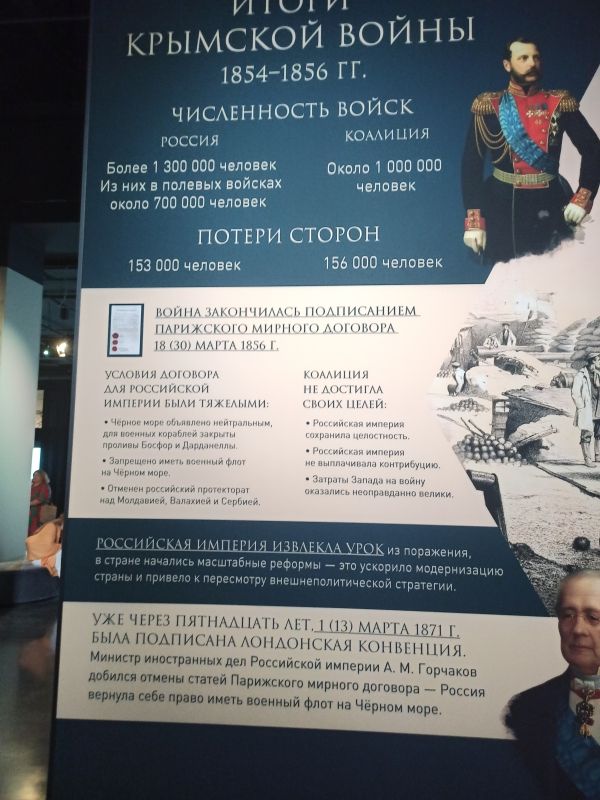 ИТОГИ
КРЫМСКОЙ ВОЙНЫ
1854–1856 ГГ.
ЧИСЛЕННОСТЬ ВОЙСК
РОССИЯ
Более 1 300 000 человек
Из них в полевых войсках
около 700 000 человек
КОАЛИЦИЯ
Около 1 000 000
человек
ПОТЕРИ СТОРОН
153 000 человек
156 000 человек
ВОЙНА ЗАКОНЧИЛАСЬ ПОДПИСАНИЕМ
ПАРИЖСКОГО МИРНОГО ДОГОВОРА
18 (30) МАРТА 1856 Г.
УСЛОВИЯ ДОГОВОРА
ДЛЯ РОССИЙСКОЙ
ИМПЕРИИ БЫЛИ ТЯЖЕЛЫМИ:
• Чёрное море объявлено нейтральным,
для военных кораблей закрыты
проливы Босфор и Дарданеллы.
• Запрещено иметь военный флот
на Чёрном море.
• Отменен российский протекторат
над Молдавией, Валахией и Сербией.
КОАЛИЦИЯ
НЕ ДОСТИГЛА
СВОИХ ЦЕЛЕЙ:
• Российская империя
сохранила целостность.
• Российская империя
не выплачивала контрибуцию.
• Затраты Запада на войну
оказались неоправданно велики.
РОССИЙСКАЯ ИМПЕРИЯ ИЗВЛЕКЛА УРОК из поражения,
в стране начались масштабные реформы — это ускорило модернизацию
страны и привело к пересмотру внешнеполитической стратегии.
УЖЕ ЧЕРЕЗ ПЯТНАДЦАТЬ ЛЕТ, 1 (13) МАРТА 1871 Г.
БЫЛА ПОДПИСАНА ЛОНДОНСКАЯ КОНВЕНЦИЯ.
Министр иностранных дел Российской империи А. М. Горчаков
добился отмены статей Парижского мирного договора — Россия
вернула себе право иметь военный флот на Чёрном море.